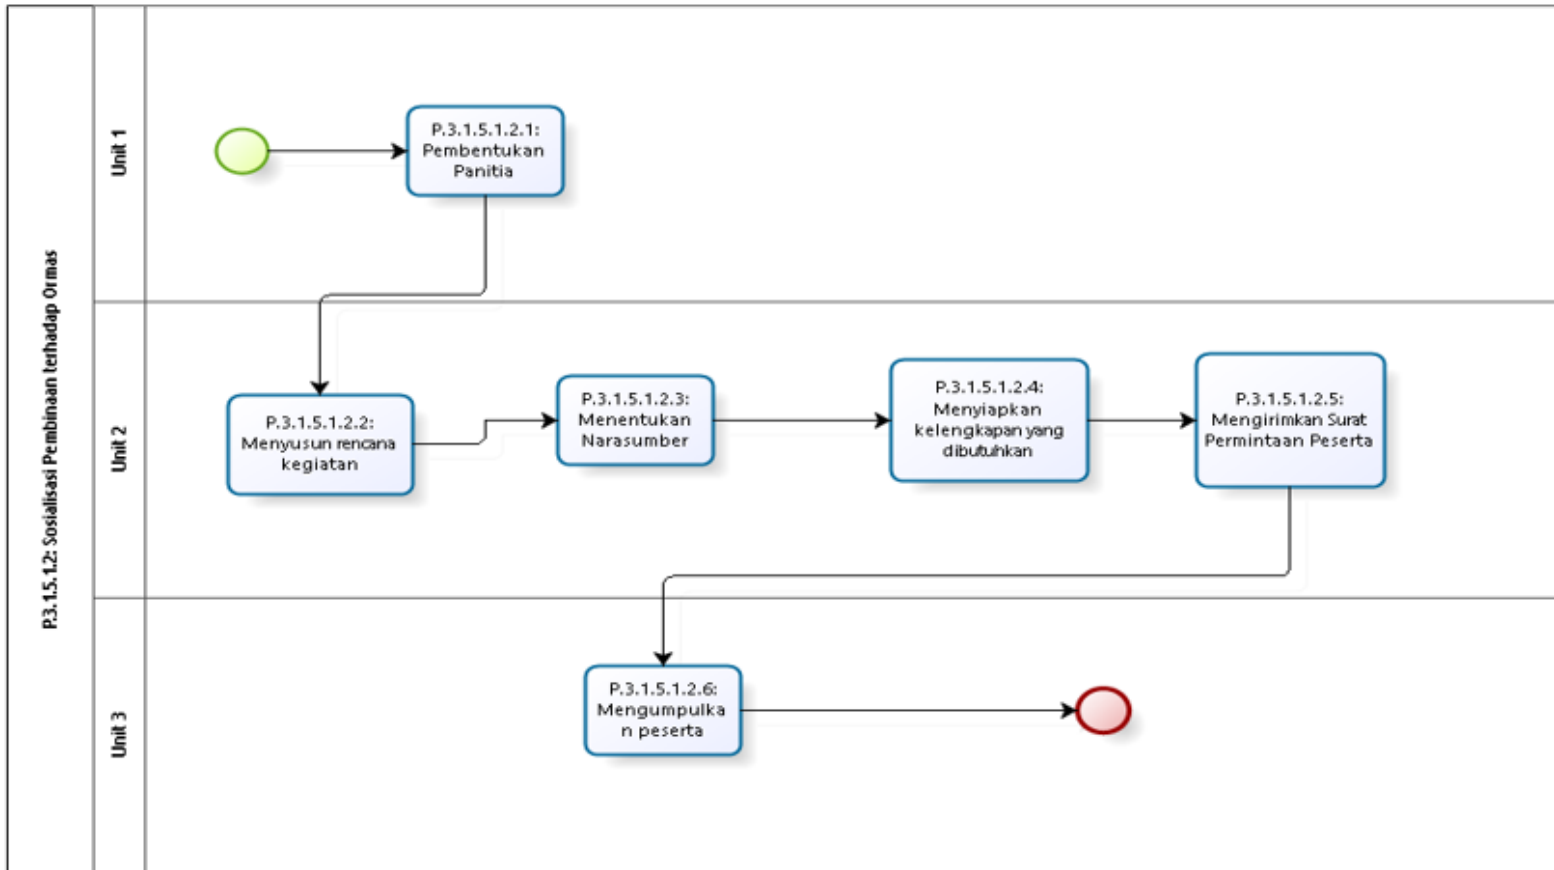 P.3.1.5.1.2: Sosialisasi Pembinaan terhadap Ormas
Unit 1
P.3.1.5.1.2.1:
Pembentukan
Panitia
Unit 2
P.3.1.5.1.2.2:
Menyusun rencana
kegiatan
P.3.1.5.1.2.3:
Menentukan
Narasumber
P.3.1.5.1.2.4:
Menyiapkan
kelengkapan yang
dibutuhkan
P.3.1.5.1.2.5:
Mengirimkan Surat
Permintaan Peserta
Unit 3
P.3.1.5.1.2.6:
Mengumpulka
n peserta